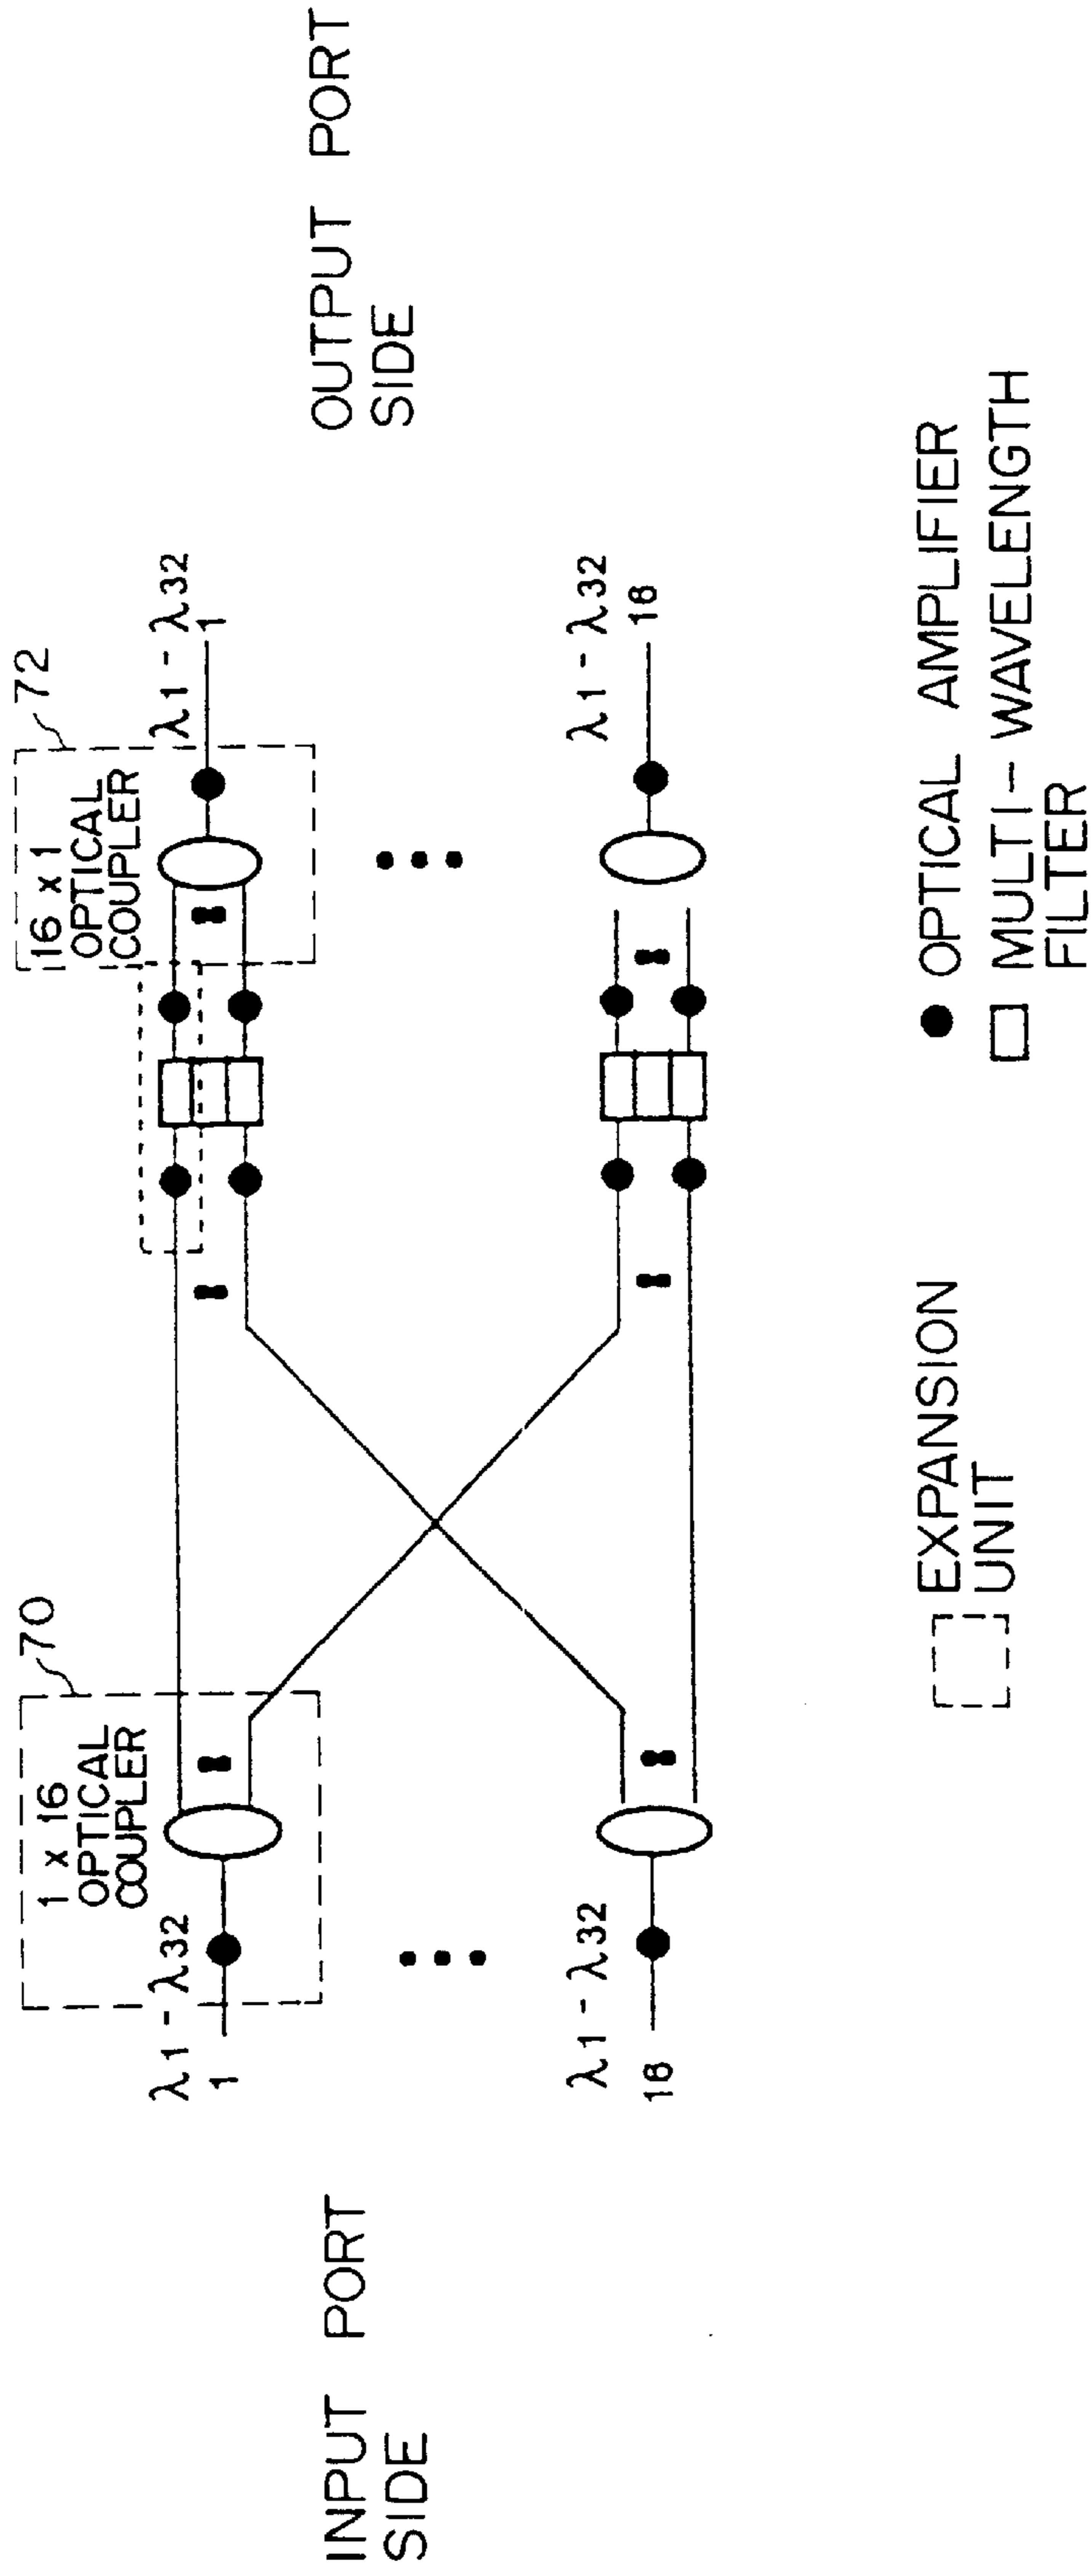 INPUT PORT
SIDE
OUTPUT PORT
SIDE
1 x 16
OPTICAL
COUPLER
70
16 x 1
OPTICAL
COUPLER
72
λ1 - λ32
1
λ1 - λ32
1
λ1 - λ32
16
λ1 - λ32
16
EXPANSION
UNIT
OPTICAL AMPLIFIER
MULTI- WAVELENGTH
FILTER